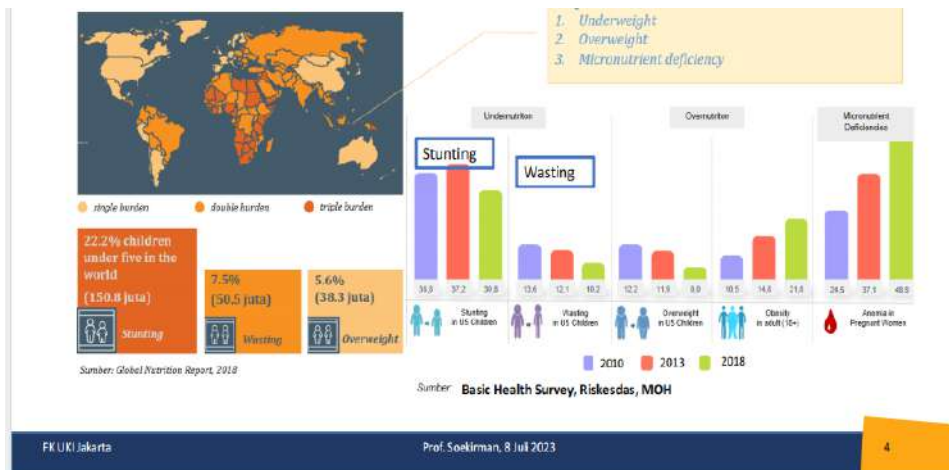 1. Underweight
2. Overweight
3. Micronutrient deficiency
single burden
double burden
triple burden
22.2% children
under five in the
world
(150.8 juta)
Stunting
7.5%
(50.5 juta)
Wasting
5.6%
(38.3 juta)
Overweight
Sumber: Global Nutrition Report, 2018
Undernutrition
Overnutrition
Micronutrient
Deficiencies
Stunting
Wasting
37,2
30,8
13,6
12,1
10,2
12,2
11,9
8,0
10,5
14,8
21,8
24,5
37,1
48,9
Stunting
in US Children
Wasting
in US Children
Overweight
in US Children
Obesity
in adult (18+)
Anemia in
Pregnant Women
2010
2013
2018
Sumber: Basic Health Survey, Riskesdas, MOH
FK UKI Jakarta
Prof. Soekirman, 8 Juli 2023
4